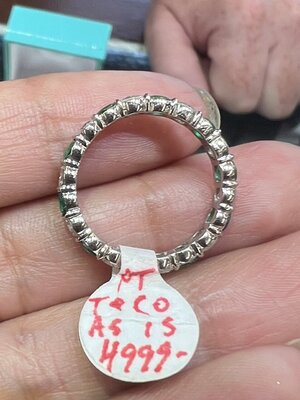 PT
T&CO
AS IS
4999-